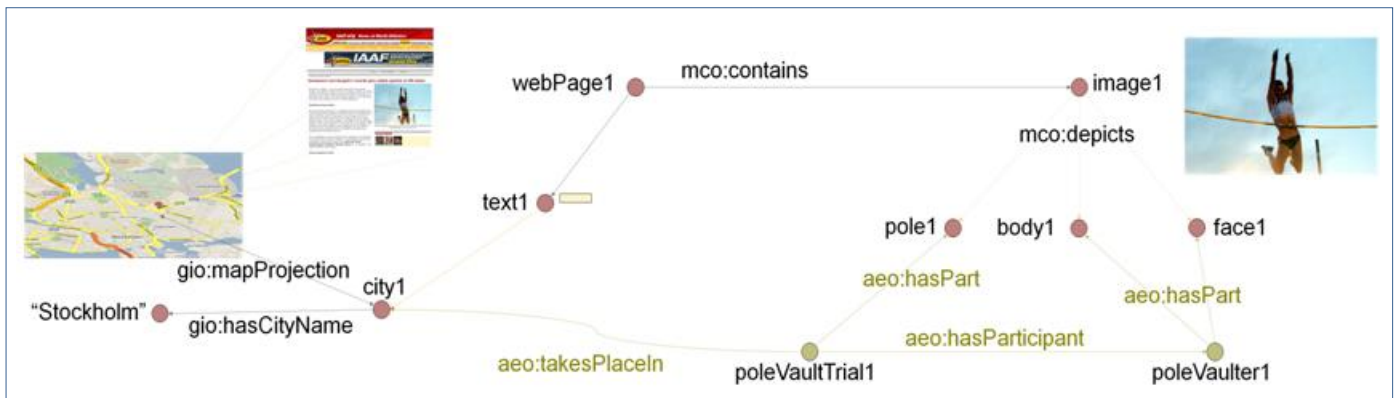 IAAF
webPage1
mco:contains
image1
mco:depicts
text1
pole1
body1
face1
gio:mapProjection
city1
aeo:hasPart
aeo:hasPart
“Stockholm”
gio:hasCityName
aeo:hasParticipant
aeo:takesPlaceIn
poleVaultTrial1
poleVaulter1